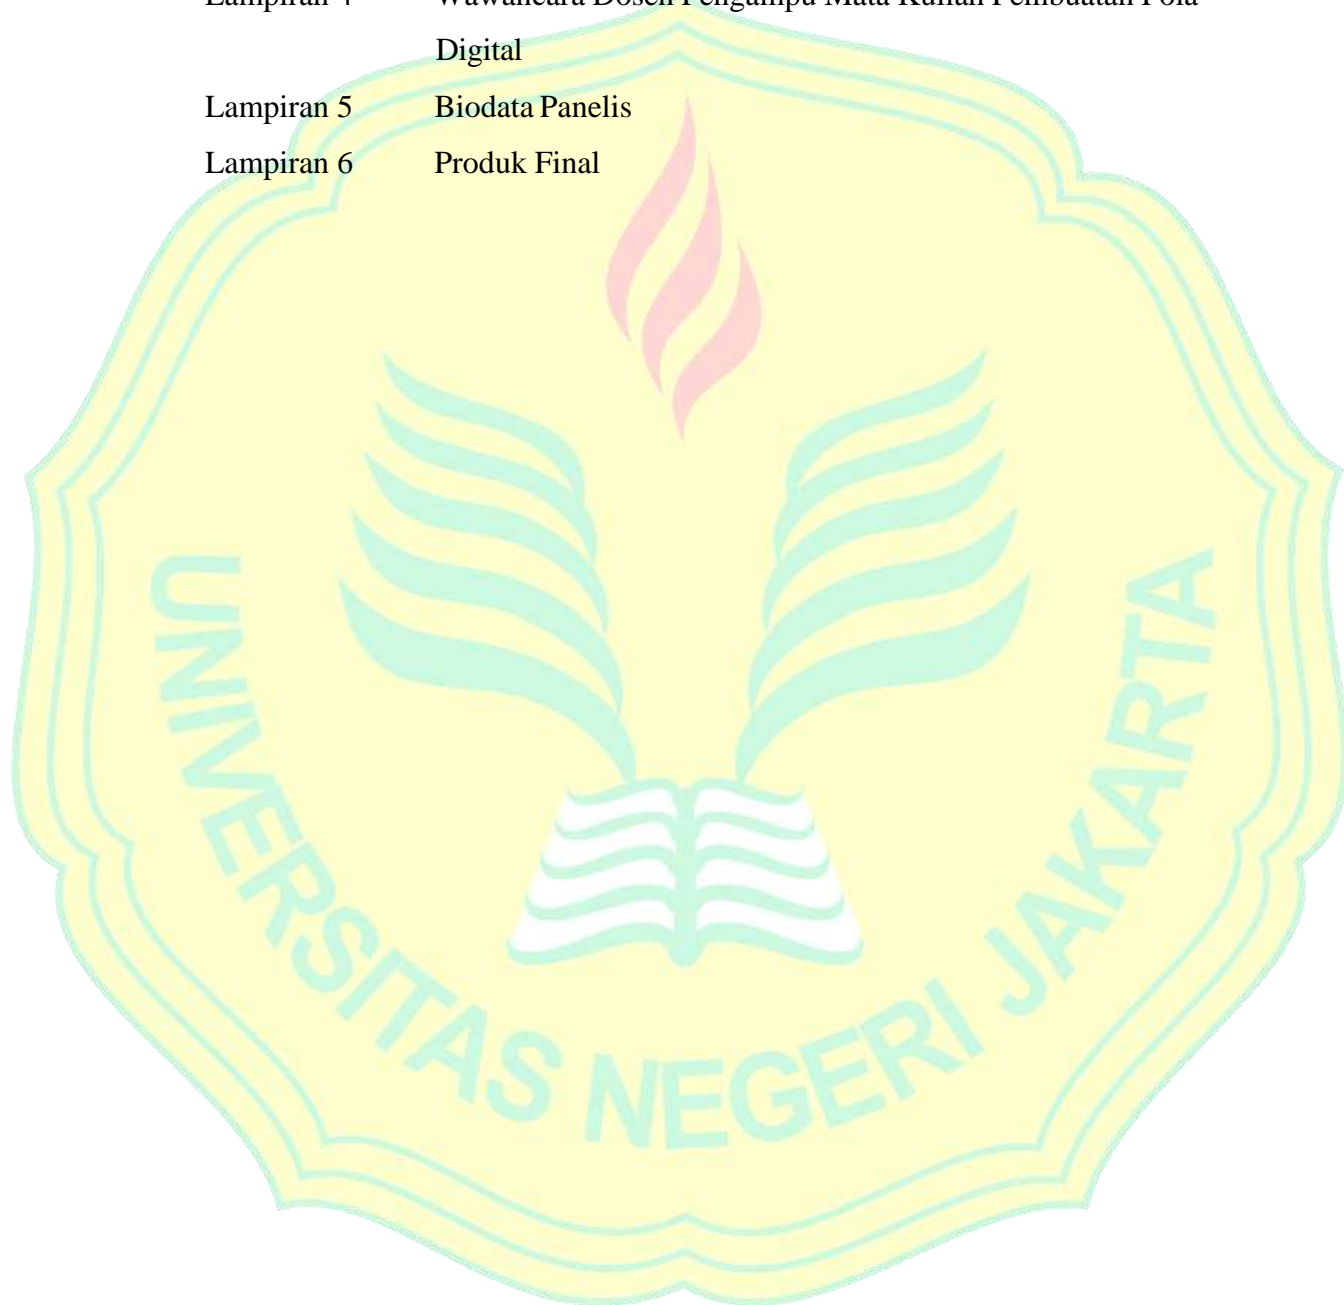 Lampiran 4 Wawancara Dosen Pengampu Mata Kuliah Pembuatan Pola
Digital
Lampiran 5 Biodata Panelis
Lampiran 6 Produk Final
UNIVERSITAS NEGERI JAKARTA